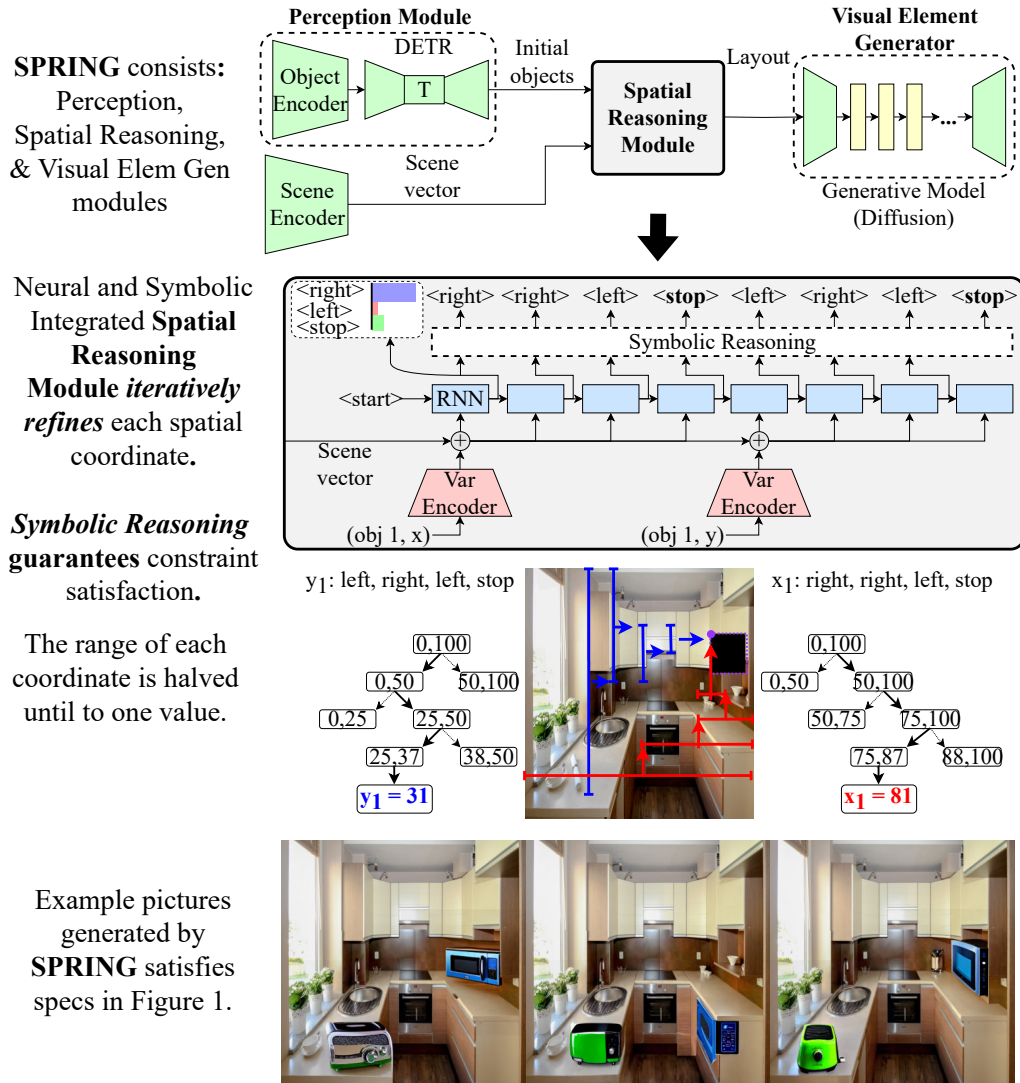 Perception Module
Visual Element
Generator
SPRING consists:
Perception,
Spatial Reasoning,
& Visual Elem Gen
modules
DETR
Object
Encoder
T
Initial
objects
Spatial
Reasoning
Module
Layout
...
Scene
Encoder
Scene
vector
Generative Model
(Diffusion)
Neural and Symbolic
Integrated Spatial
Reasoning
Module iteratively
refines each spatial
coordinate.
<right>
<left>
<stop>
<right> <right> <left> <stop> <left> <right> <left> <stop>
Symbolic Reasoning
<start> RNN
Scene
vector
+
+
Var
Encoder
Var
Encoder
(obj 1, x)
(obj 1, y)
Symbolic Reasoning
guarantees constraint
satisfaction.
The range of each
coordinate is halved
until to one value.
y1: left, right, left, stop
0,100
0,50 50,100
0,25 25,50
25,37 38,50
y1 = 31
x1: right, right, left, stop
0,100
0,50 50,100
50,75 75,100
75,87 88,100
x1 = 81
Example pictures
generated by
SPRING satisfies
specs in Figure 1.